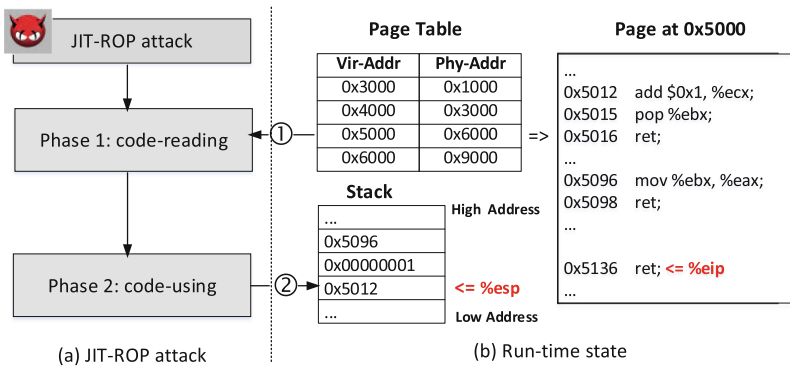 JIT-ROP attack
Phase 1: code-reading
Phase 2: code-using
(a) JIT-ROP attack
①
②
Page Table
Vir-Addr Phy-Addr
0x3000 0x1000
0x4000 0x3000
0x5000 0x6000
0x6000 0x9000
=>
Stack
High Address
...
0x5096
0x00000001
0x5012 <= %esp
...
Low Address
Page at 0x5000
...
0x5012 add $0x1, %ecx;
0x5015 pop %ebx;
0x5016 ret;
...
0x5096 mov %ebx, %eax;
0x5098 ret;
...
0x5136 ret; <= %eip
...
(b) Run-time state